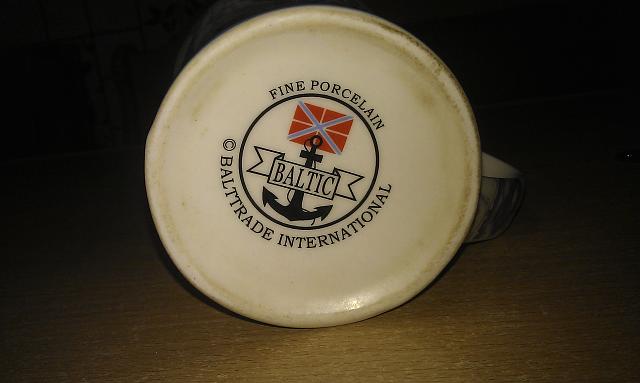 FINE PORCELAIN
BALTIC
© BALTTRADE INTERNATIONAL